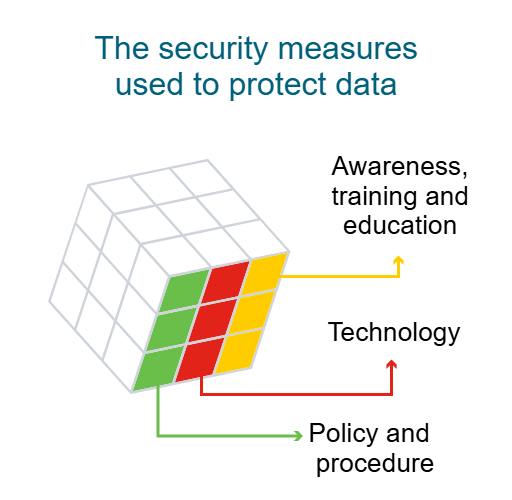 The security measures
used to protect data
Awareness,
training and
education
Technology
Policy and
procedure